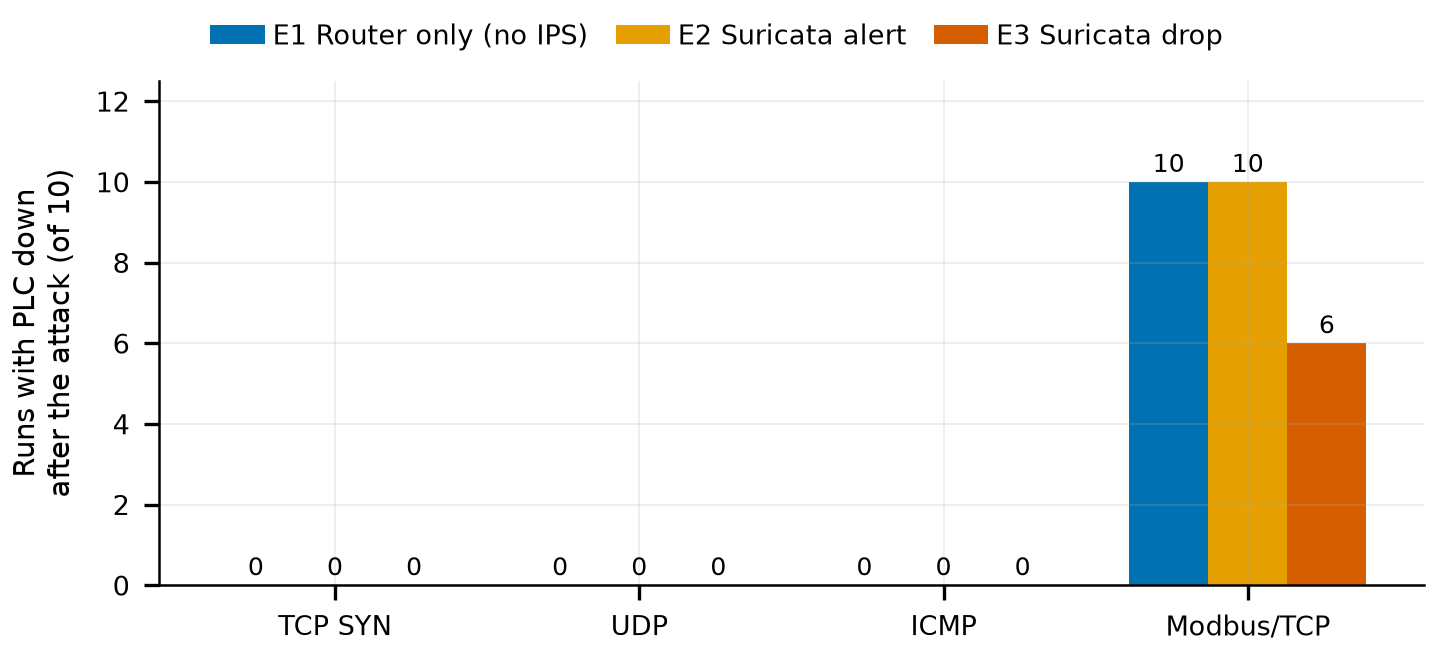 E1 Router only (no IPS) E2 Suricata alert E3 Suricata drop
Runs with PLC down
after the attack (of 10)
12
10
8
6
4
2
0
10 10 6
0 0 0 0 0 0 0 0 0
TCP SYN UDP ICMP Modbus/TCP